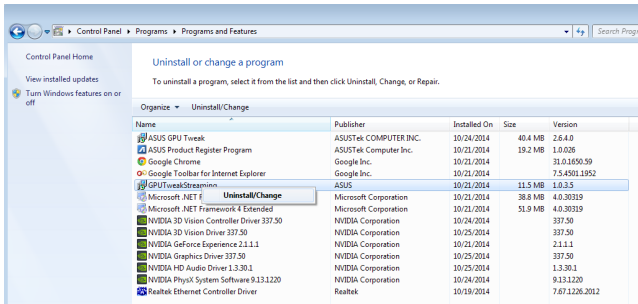 Control Panel Programs Programs and Features Search Progr
Control Panel Home
View installed updates
Turn Windows features on or
off
Uninstall or change a program
To uninstall a program, select it from the list and then click Uninstall, Change, or Repair.
Organize Uninstall/Change
Name Publisher Installed On Size Version
ASUS GPU Tweak ASUSTek COMPUTER INC. 10/24/2014 40.4 MB 2.6.4.0
ASUS Product Register Program ASUSTek Computer Inc. 10/21/2014 19.2 MB 1.0.026
Google Chrome Google Inc. 10/21/2014 31.0.1650.59
Google Toolbar for Internet Explorer Google Inc. 10/21/2014 7.5.4501.1952
GPUTweakStreaming ASUS 10/21/2014 11.5 MB 1.0.3.5
Uninstall/Change
Microsoft .NET F Microsoft Corporation 10/21/2014 38.8 MB 4.0.30319
Microsoft .NET Framework 4 Extended Microsoft Corporation 10/21/2014 51.9 MB 4.0.30319
NVIDIA 3D Vision Controller Driver 337.50 NVIDIA Corporation 10/24/2014 337.50
NVIDIA 3D Vision Driver 337.50 NVIDIA Corporation 10/25/2014 337.50
NVIDIA GeForce Experience 2.1.1.1 NVIDIA Corporation 10/21/2014 2.1.1.1
NVIDIA Graphics Driver 337.50 NVIDIA Corporation 10/25/2014 337.50
NVIDIA HD Audio Driver 1.3.30.1 NVIDIA Corporation 10/25/2014 1.3.30.1
NVIDIA PhysX System Software 9.13.1220 NVIDIA Corporation 10/24/2014 9.13.1220
Realtek Ethernet Controller Driver Realtek 10/19/2014 7.67.1226.2012